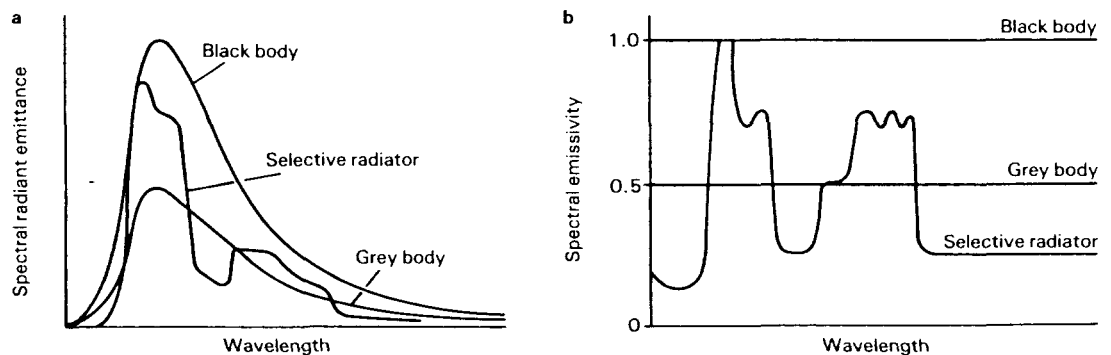 a
Spectral radiant emittance
Black body
Selective radiator
Grey body
Wavelength
b
Spectral emissivity
1.0
0.5
0
Black body
Grey body
Selective radiator
Wavelength